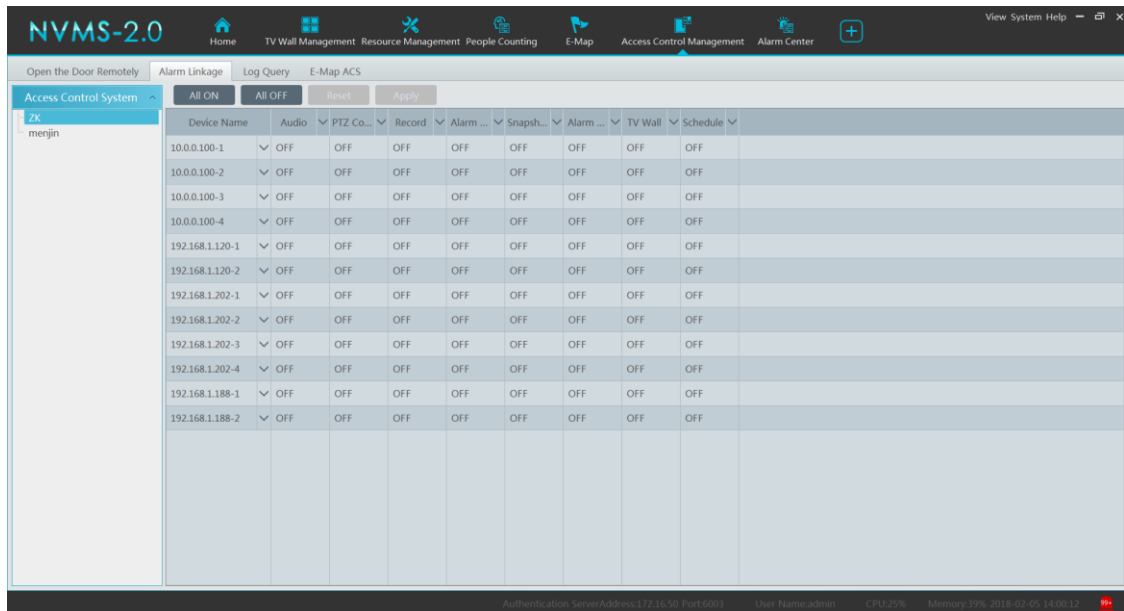 NVMS-2.0
View System Help
Home TV Wall Management Resource Management People Counting E-Map Access Control Management Alarm Center
Open the Door Remotely Alarm Linkage Log Query E-Map ACS
Access Control System All ON All OFF Reset Apply
ZK
menjin
Device Name Audio PTZ Co... Record Alarm ... Snapsh... Alarm ... TV Wall Schedule
10.0.0.100-1 OFF OFF OFF OFF OFF OFF OFF OFF
10.0.0.100-2 OFF OFF OFF OFF OFF OFF OFF OFF
10.0.0.100-3 OFF OFF OFF OFF OFF OFF OFF OFF
10.0.0.100-4 OFF OFF OFF OFF OFF OFF OFF OFF
192.168.1.120-1 OFF OFF OFF OFF OFF OFF OFF OFF
192.168.1.120-2 OFF OFF OFF OFF OFF OFF OFF OFF
192.168.1.202-1 OFF OFF OFF OFF OFF OFF OFF OFF
192.168.1.202-2 OFF OFF OFF OFF OFF OFF OFF OFF
192.168.1.202-3 OFF OFF OFF OFF OFF OFF OFF OFF
192.168.1.202-4 OFF OFF OFF OFF OFF OFF OFF OFF
192.168.1.188-1 OFF OFF OFF OFF OFF OFF OFF OFF
192.168.1.188-2 OFF OFF OFF OFF OFF OFF OFF OFF
Authentication ServerAddress:172.16.50 Port:6003 User Name:admin CPU:25% Memory:39% 2018-02-05 14:00:12 99+